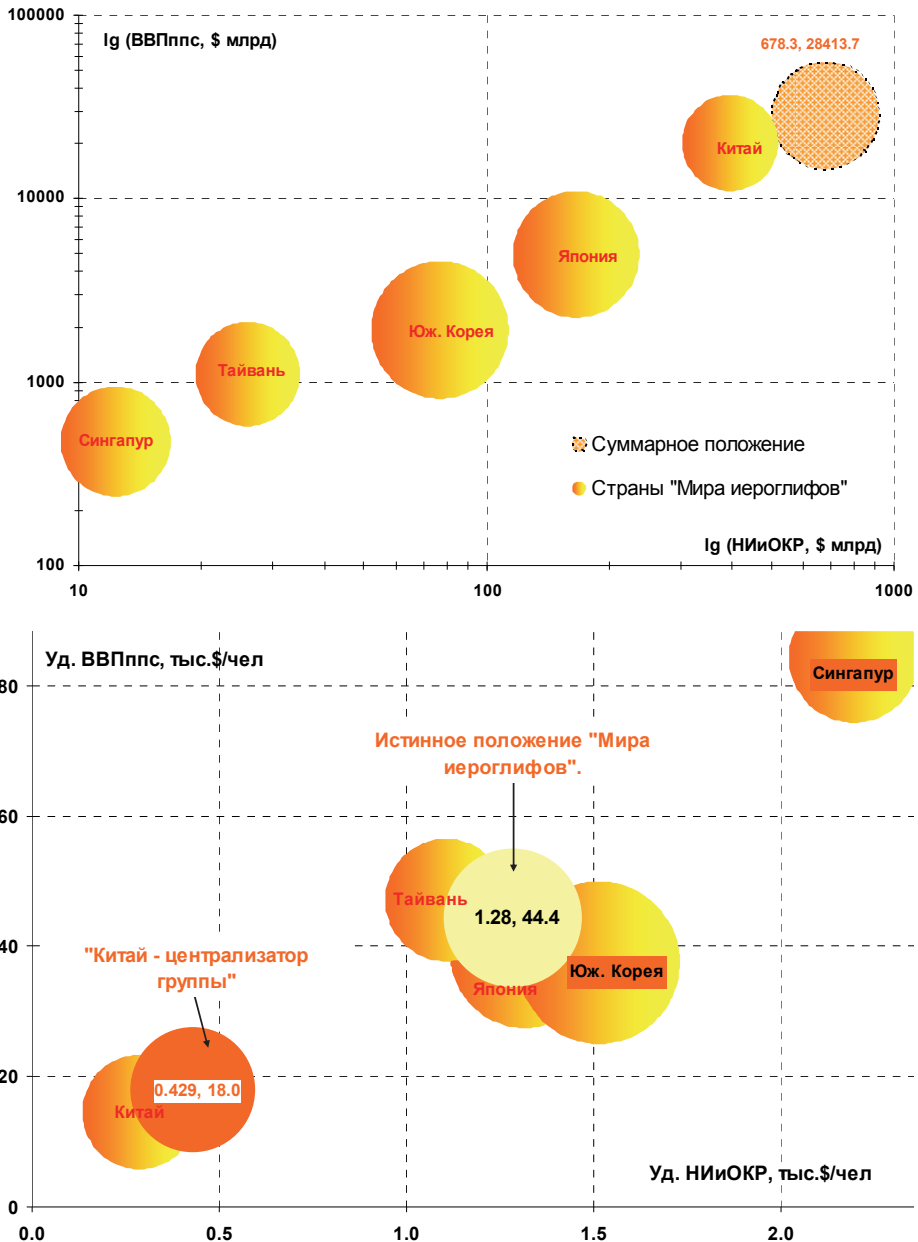 100000
lg (ВВПппс, $ млрд)
678.3, 28413.7
Китай
10000
Япония
Юж. Корея
Тайвань
1000
Сингапур
Суммарное положение
Страны "Мира иероглифов"
lg (НИиОКР, $ млрд)
100
10
100
1000
Уд. ВВПппс, тыс.$/чел
Сингапур
80
Истинное положение "Мира
иероглифов".
60
Тайвань
1.28, 44.4
40
"Китай - централизатор
группы"
Юж. Корея
Япония
20
0.429, 18.0
Китай
Уд. НИиОКР, тыс.$/чел
0
0.0
0.5
1.0
1.5
2.0